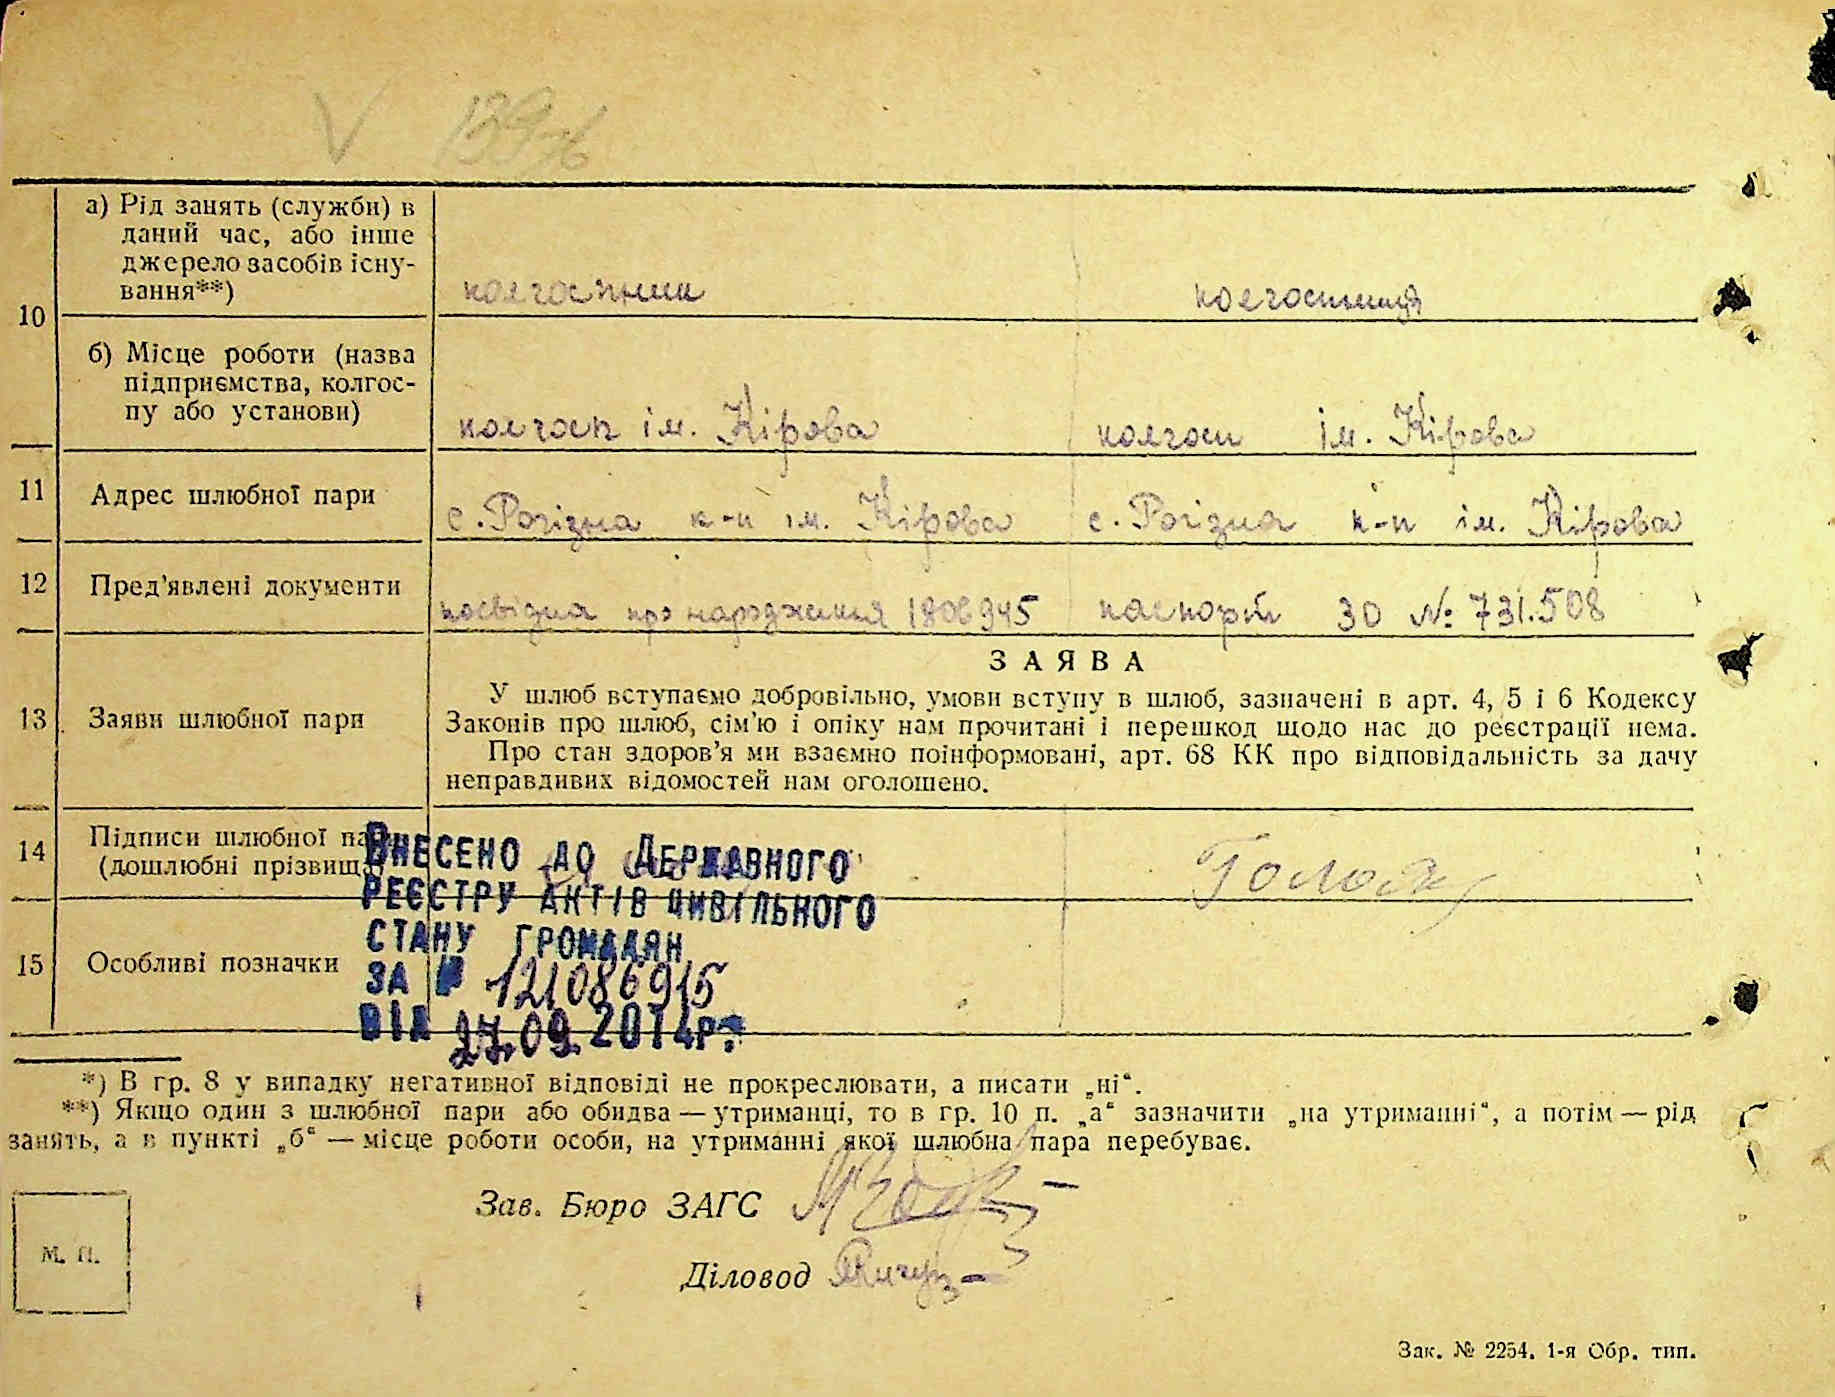 V
а) Рід занять (служби) в
даний час, або інше
джерело засобів існу-
вання**)
колгоспник колгоспниця
10
б) Місце роботи (назва
підприємства, колгос-
пу або установи)
колгосп ім. Кірова колгосп ім. Кірова
11 Адрес шлюбної пари с. Рогізна к-п ім. Кірова с. Рогізна к-п ім. Кірова
12 Пред'явлені документи посвідка про народження 1806945 паспорт ЗО № 731.508
ЗАЯВА
У шлюб вступаємо добровільно, умови вступу в шлюб, зазначені в арт. 4, 5 і 6 Кодексу
13 Заяви шлюбної пари Законів про шлюб, сім'ю і опіку нам прочитані і перешкод щодо нас до реєстрації нема.
Про стан здоров'я ми взаємно поінформовані, арт. 68 КК про відповідальність за дачу
неправдивих відомостей нам оголошено.
14 Підписи шлюбної пари
(дошлюбні прізвища)
Внесено до Державного
реєстру актів цивільного
стану громадян
за № 121086915
від 27.09.2014р.
15 Особливі позначки
*) В гр. 8 у випадку негативної відповіді не прокреслювати, а писати „ні“.
**) Якщо один з шлюбної пари або обидва — утриманці, то в гр. 10 п. „а“ зазначити „на утриманні“, а потім — рід
занять, а в пункті „б“ — місце роботи особи, на утриманні якої шлюбна пара перебуває.
Зав. Бюро ЗАГС
М. П.
Діловод
Зак. № 2254. 1-я Обр. тип.